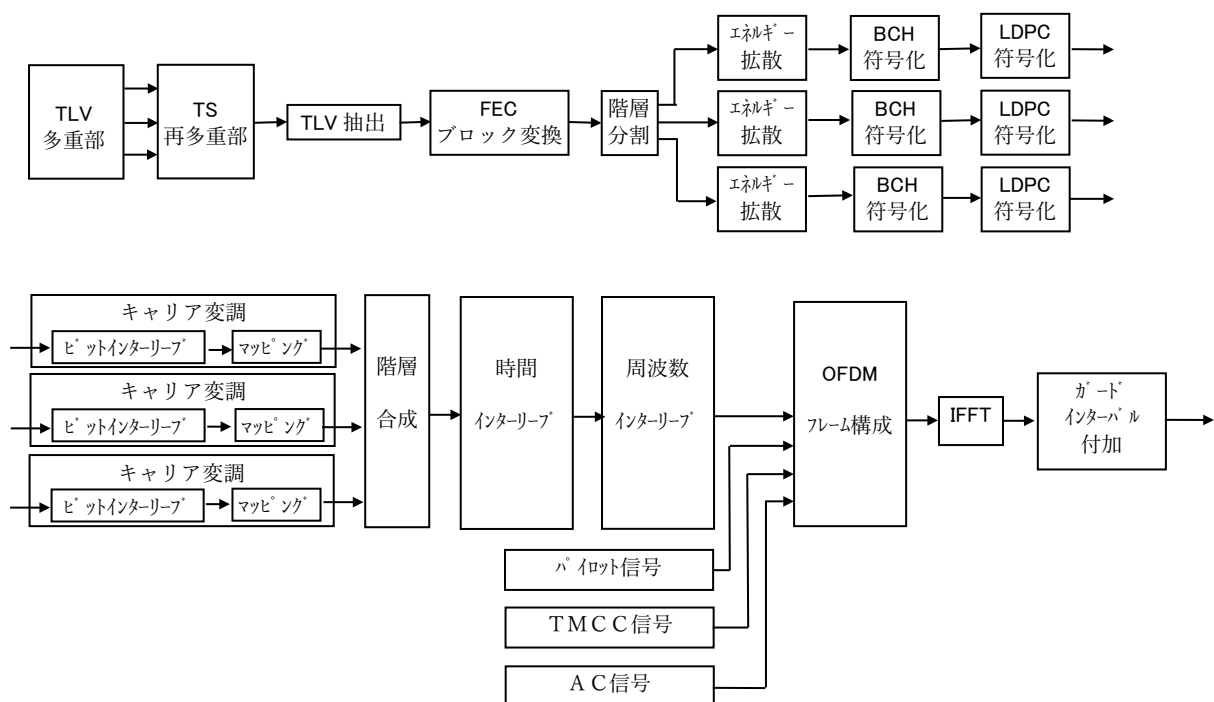 TLV
多重部
TS
再多重部
TLV 抽出
FEC
ブロック変換
階層
分割
エネルギー
拡散
BCH
符号化
LDPC
符号化
エネルギー
拡散
BCH
符号化
LDPC
符号化
エネルギー
拡散
BCH
符号化
LDPC
符号化
キャリア変調
ビットインターリーブ
マッピング
キャリア変調
ビットインターリーブ
マッピング
キャリア変調
ビットインターリーブ
マッピング
階層
合成
時間
インターリーブ
周波数
インターリーブ
OFDM
フレーム構成
IFFT
ガード
インターバル
付加
パイロット信号
TMCC信号
AC信号